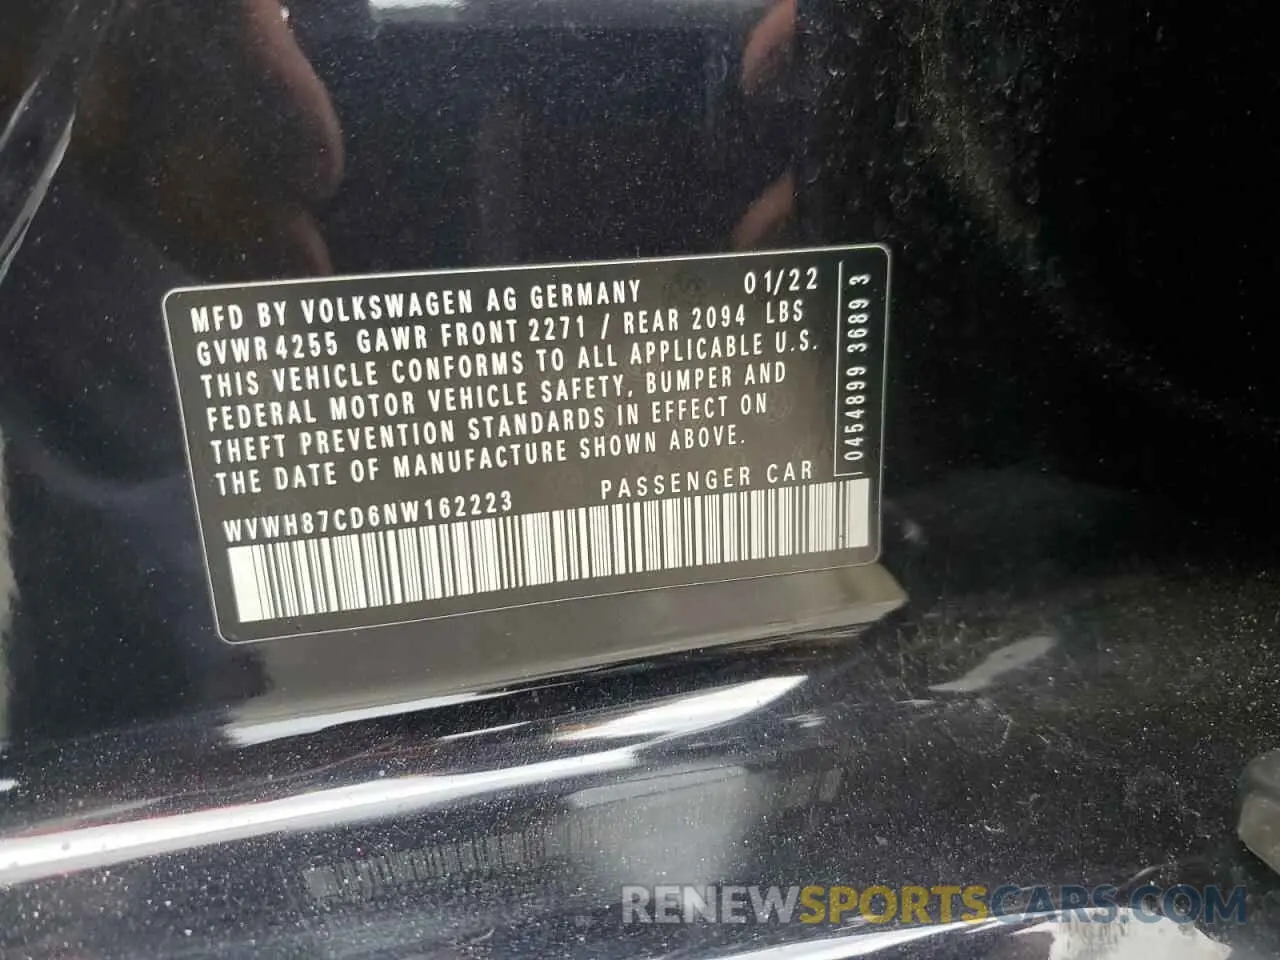 MFD BY VOLKSWAGEN AG GERMANY 01/22
GVWR 4255 GAWR FRONT 2271 / REAR 2094 LBS
THIS VEHICLE CONFORMS TO ALL APPLICABLE U.S.
FEDERAL MOTOR VEHICLE SAFETY, BUMPER AND
THEFT PREVENTION STANDARDS IN EFFECT ON
THE DATE OF MANUFACTURE SHOWN ABOVE.
WVWH87CD6NW162223 PASSENGER CAR
0454899 3689 3
RENEWSPORTSCARS.COM